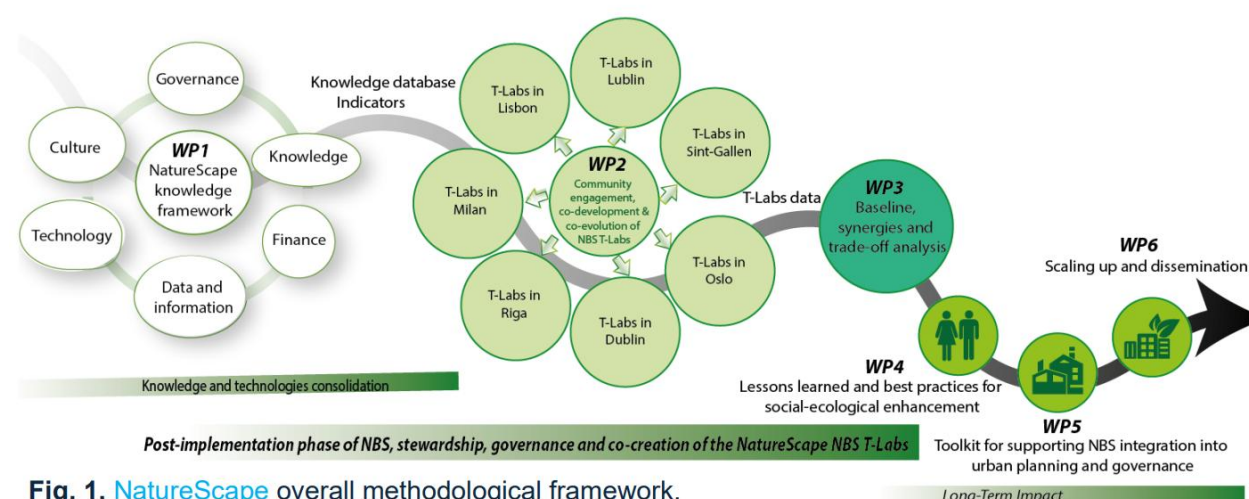 Governance
Culture
WP1
NatureScape
knowledge
framework
Knowledge
Technology
Finance
Data and
information
Knowledge database
Indicators
T-Labs in
Lisbon
T-Labs in
Lublin
T-Labs in
Sint-Gallen
T-Labs in
Milan
WP2
Community
engagement,
co-development &
co-evolution of
NBS T-Labs
T-Labs in
Oslo
T-Labs in
Riga
T-Labs in
Dublin
T-Labs data
WP3
Baseline,
synergies and
trade-off analysis
WP6
Scaling up and dissemination
Knowledge and technologies consolidation
WP4
Lessons learned and best practices for
social-ecological enhancement
WP5
Toolkit for supporting NBS integration into
urban planning and governance
Post-implementation phase of NBS, stewardship, governance and co-creation of the NatureScape NBS T-Labs
Long-Term Impact
Fig. 1. NatureScape overall methodological framework.